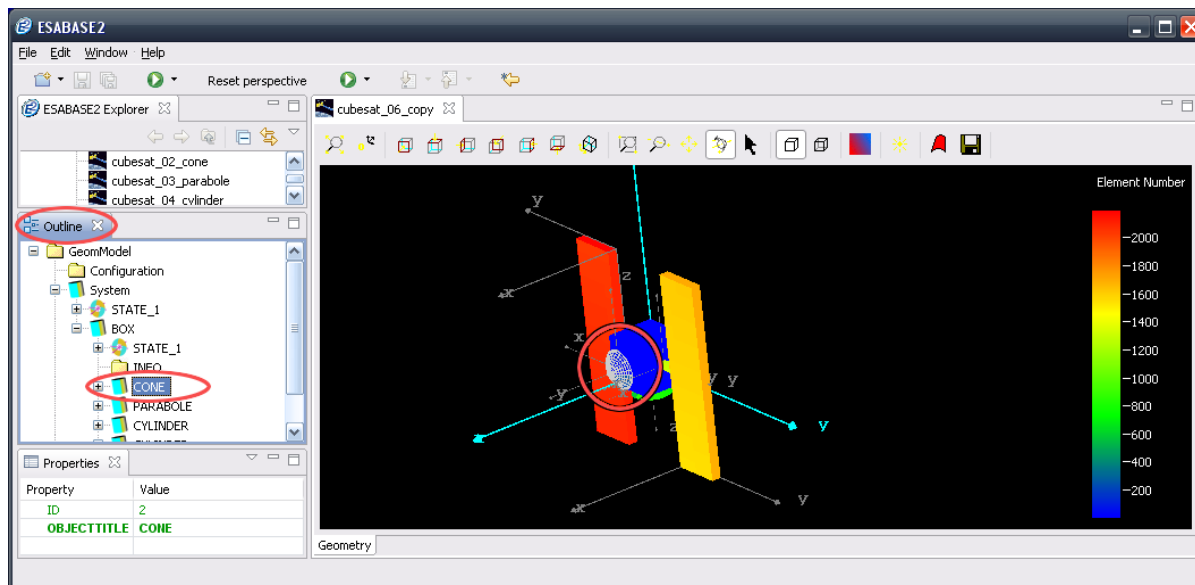 ESABASE2
File Edit Window Help
Reset perspective
ESABASE2 Explorer
cubesat_02_cone
cubesat_03_parabole
cubesat_04_cylinder
Outline
GeomModel
Configuration
System
STATE_1
BOX
STATE_1
INFO
CONE
PARABOLE
CYLINDER
Properties
Property Value
ID 2
OBJECTTITLE CONE
cubesat_06_copy
Element Number
2000
1800
1600
1400
1200
1000
800
600
400
200
y
x
z
x
y
x
y y
y
z
z
x
y
Geometry